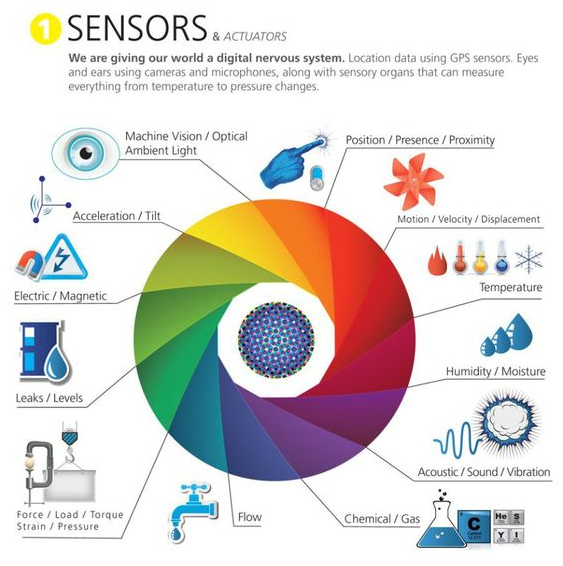 1 SENSORS & ACTUATORS
We are giving our world a digital nervous system. Location data using GPS sensors. Eyes
and ears using cameras and microphones, along with sensory organs that can measure
everything from temperature to pressure changes.
Machine Vision / Optical
Ambient Light
Position / Presence / Proximity
Acceleration / Tilt
Motion / Velocity / Displacement
Electric / Magnetic
Temperature
Leaks / Levels
Humidity / Moisture
Acoustic / Sound / Vibration
Force / Load / Torque
Strain / Pressure
Flow
Chemical / Gas
C
Carbon
He S
Y I